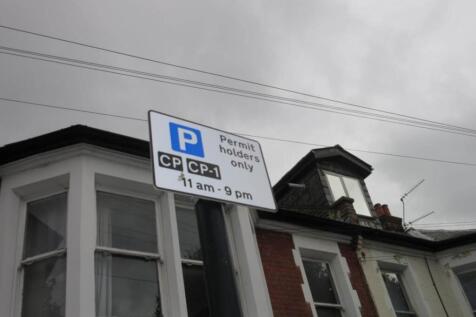 P
Permit
holders
only
CP CP-1
11 am - 9 pm